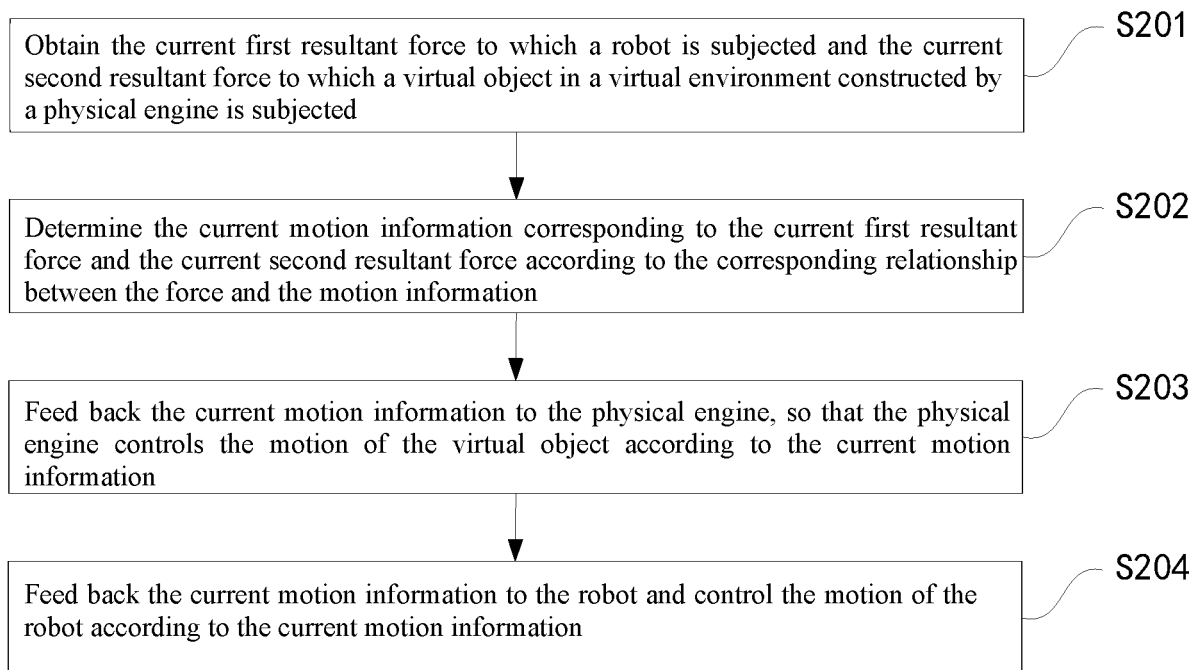 S201
Obtain the current first resultant force to which a robot is subjected and the current
second resultant force to which a virtual object in a virtual environment constructed by
a physical engine is subjected
S202
Determine the current motion information corresponding to the current first resultant
force and the current second resultant force according to the corresponding relationship
between the force and the motion information
S203
Feed back the current motion information to the physical engine, so that the physical
engine controls the motion of the virtual object according to the current motion
information
S204
Feed back the current motion information to the robot and control the motion of the
robot according to the current motion information